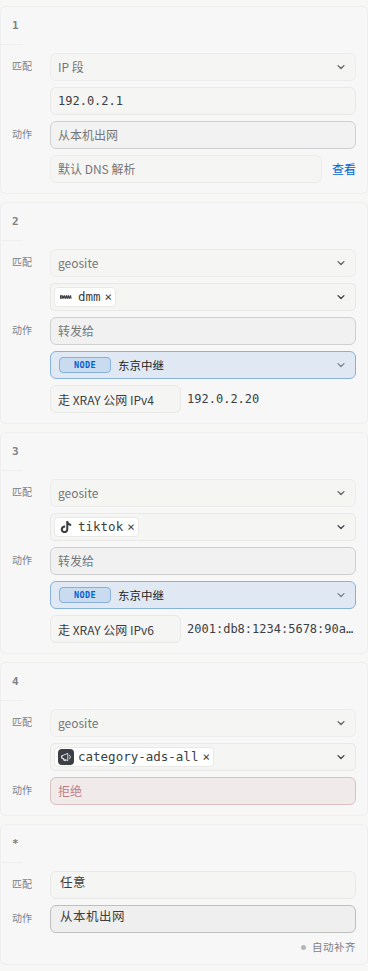 1
匹配 IP 段
192.0.2.1
动作 从本机出网
默认 DNS 解析 查看
2
匹配 geosite
dmm ×
动作 转发给
NODE 东京中继
走 XRAY 公网 IPv4 192.0.2.20
3
匹配 geosite
tiktok ×
动作 转发给
NODE 东京中继
走 XRAY 公网 IPv6 2001:db8:1234:5678:90a…
4
匹配 geosite
category-ads-all ×
动作 拒绝
*
匹配 任意
动作 从本机出网
自动补齐